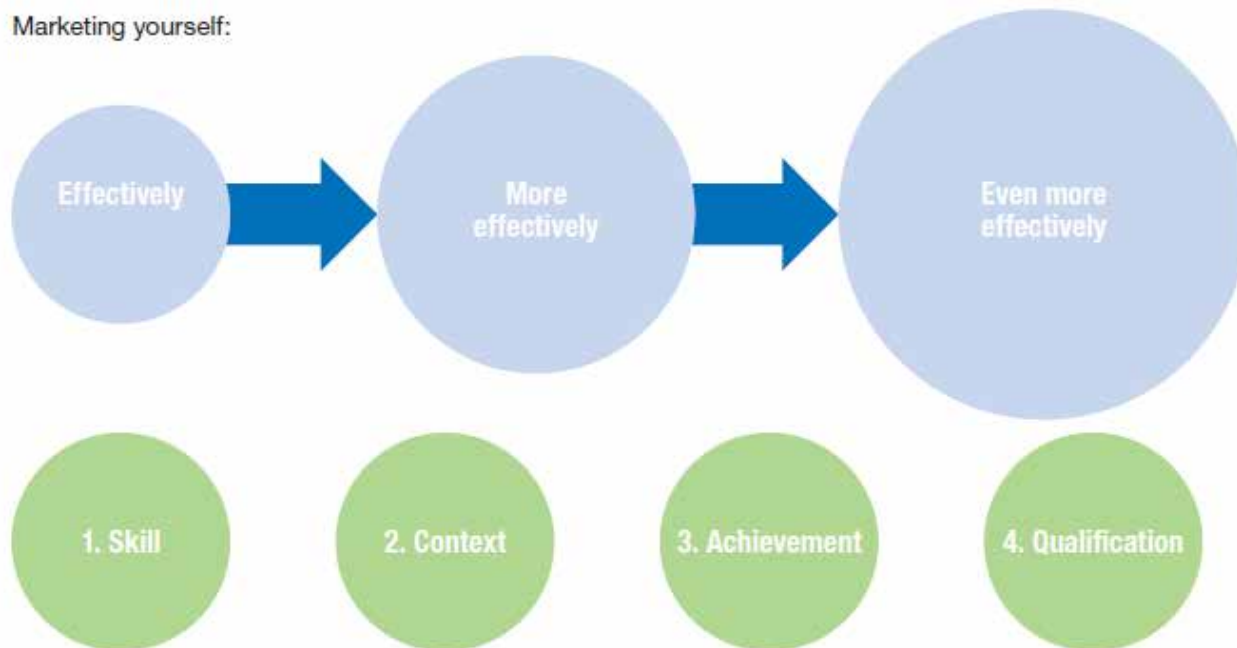 Marketing yourself:
Effectively
More
effectively
Even more
effectively
1. Skill
2. Context
3. Achievement
4. Qualification